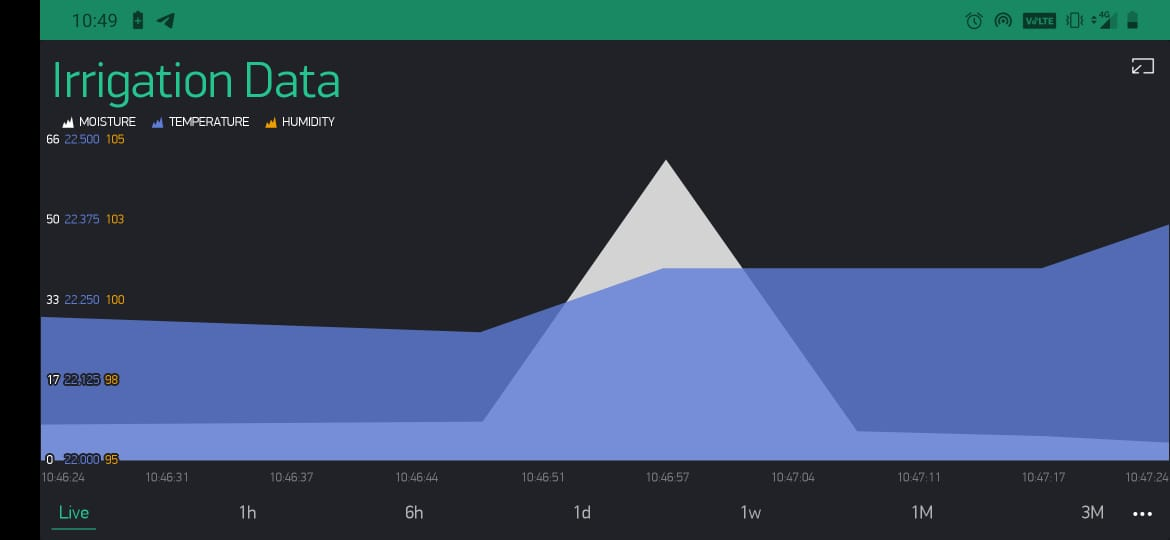 10:49 VoLTE 4G
Irrigation Data
MOISTURE TEMPERATURE HUMIDITY
66 22.500 105
50 22.375 103
33 22.250 100
17 22.125 98
0 22.000 95
10:46:24 10:46:31 10:46:37 10:46:44 10:46:51 10:46:57 10:47:04 10:47:11 10:47:17 10:47:24
Live 1h 6h 1d 1w 1M 3M